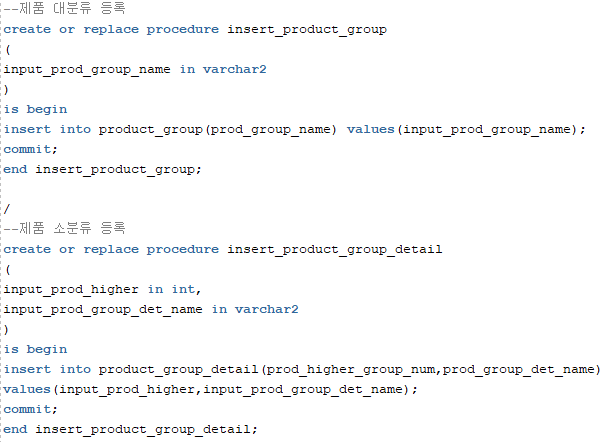 --제품 대분류 등록
create or replace procedure insert_product_group
(
input_prod_group_name in varchar2
)
is begin
insert into product_group(prod_group_name) values(input_prod_group_name);
commit;
end insert_product_group;
/
--제품 소분류 등록
create or replace procedure insert_product_group_detail
(
input_prod_higher in int,
input_prod_group_det_name in varchar2
)
is begin
insert into product_group_detail(prod_higher_group_num,prod_group_det_name)
values(input_prod_higher,input_prod_group_det_name);
commit;
end insert_product_group_detail;